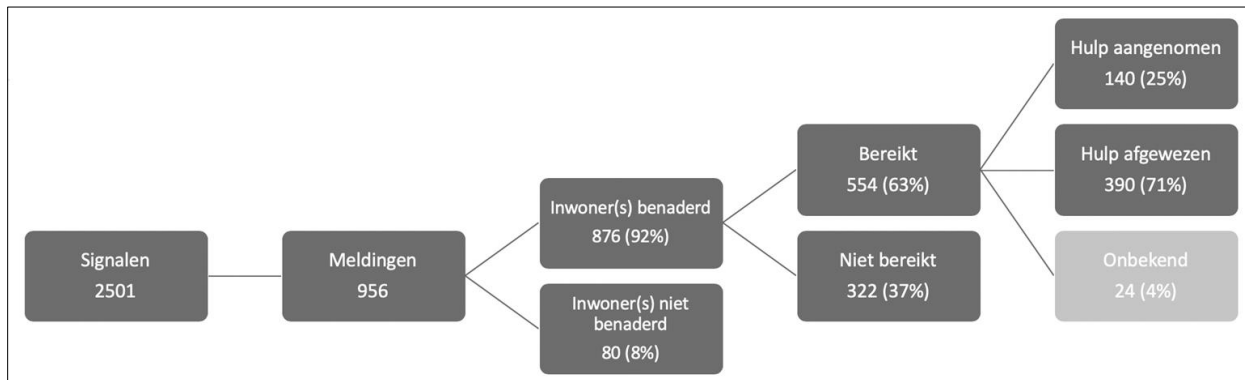 Signalen
2501
Meldingen
956
Inwoner(s) benaderd
876 (92%)
Inwoner(s) niet
benaderd
80 (8%)
Bereikt
554 (63%)
Niet bereikt
322 (37%)
Hulp aangenomen
140 (25%)
Hulp afgewezen
390 (71%)
Onbekend
24 (4%)